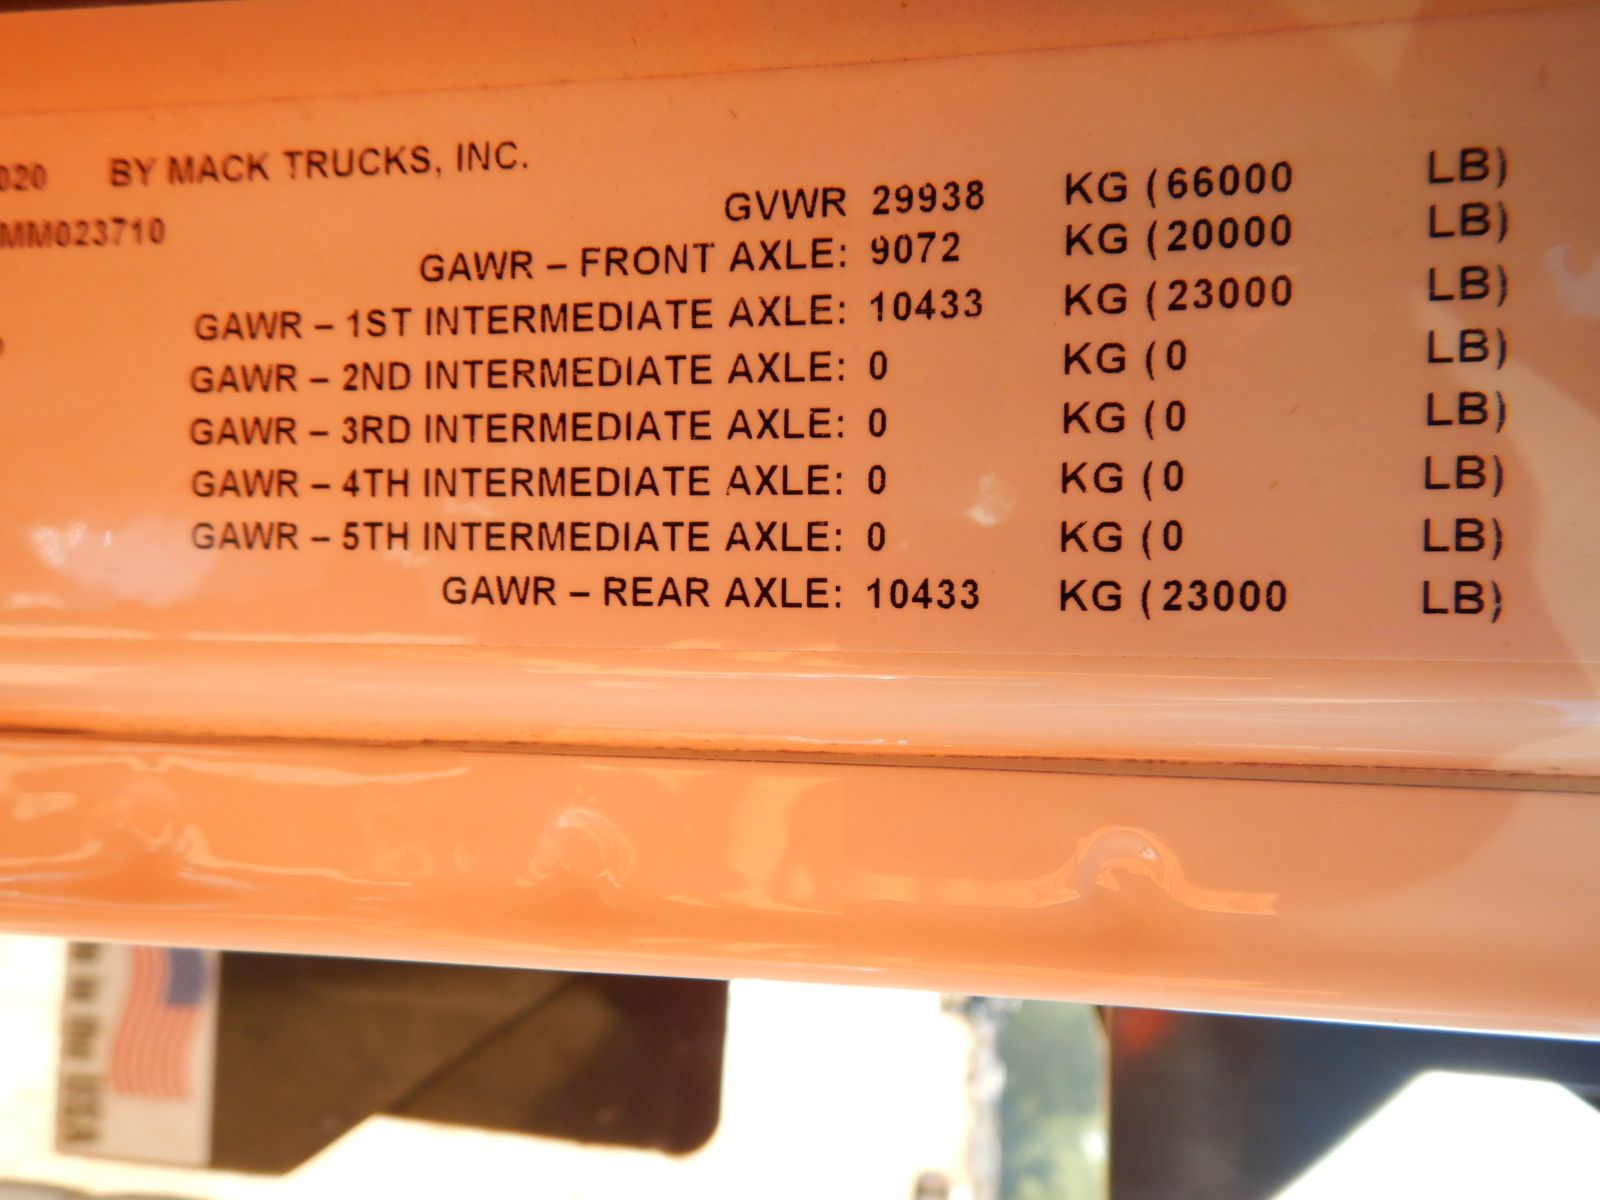 020 BY MACK TRUCKS, INC.
MM023710
GVWR 29938 KG (66000 LB)
GAWR – FRONT AXLE: 9072 KG (20000 LB)
GAWR – 1ST INTERMEDIATE AXLE: 10433 KG (23000 LB)
GAWR – 2ND INTERMEDIATE AXLE: 0 KG (0 LB)
GAWR – 3RD INTERMEDIATE AXLE: 0 KG (0 LB)
GAWR – 4TH INTERMEDIATE AXLE: 0 KG (0 LB)
GAWR – 5TH INTERMEDIATE AXLE: 0 KG (0 LB)
GAWR – REAR AXLE: 10433 KG (23000 LB)
in the USA